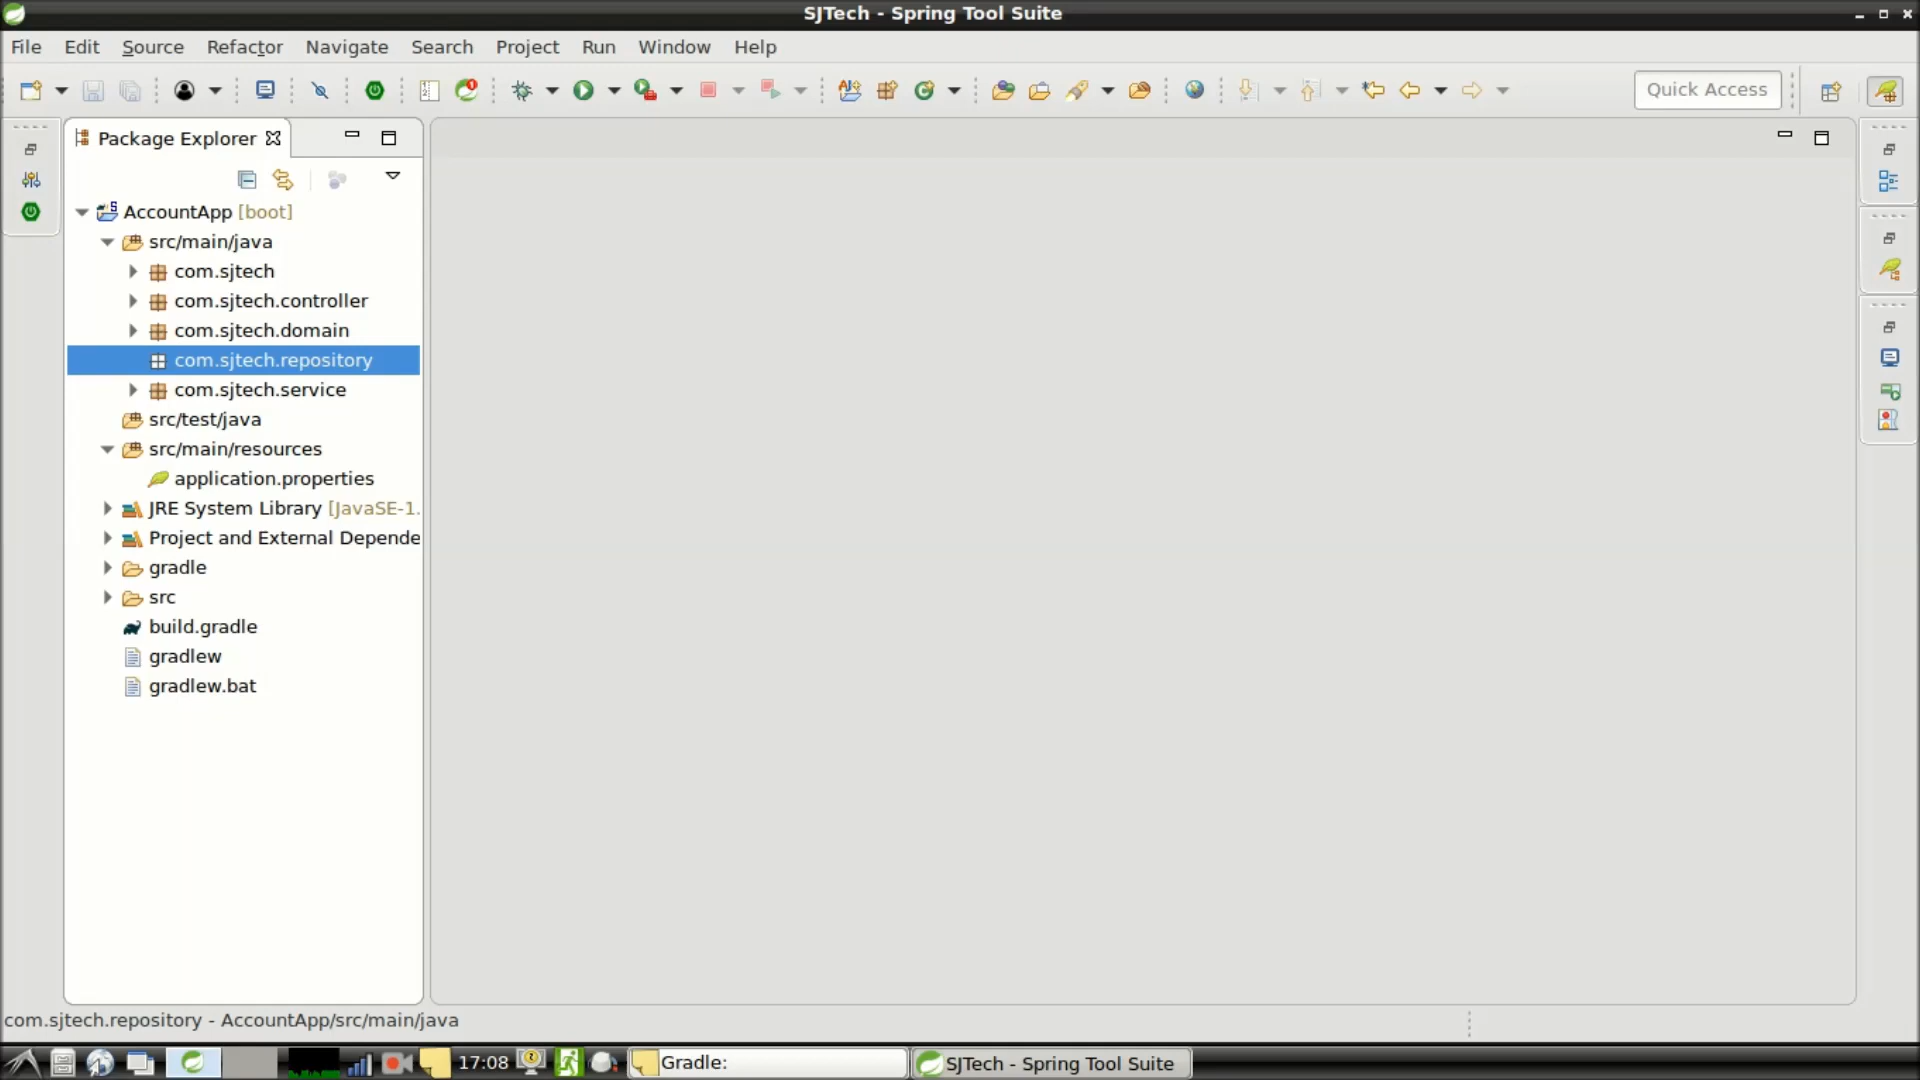 SJTech - Spring Tool Suite
File Edit Source Refactor Navigate Search Project Run Window Help
Quick Access
Package Explorer
AccountApp [boot]
src/main/java
com.sjtech
com.sjtech.controller
com.sjtech.domain
com.sjtech.repository
com.sjtech.service
src/test/java
src/main/resources
application.properties
JRE System Library [JavaSE-1.
Project and External Depende
gradle
src
build.gradle
gradlew
gradlew.bat
com.sjtech.repository - AccountApp/src/main/java
17:08 Gradle: SJTech - Spring Tool Suite